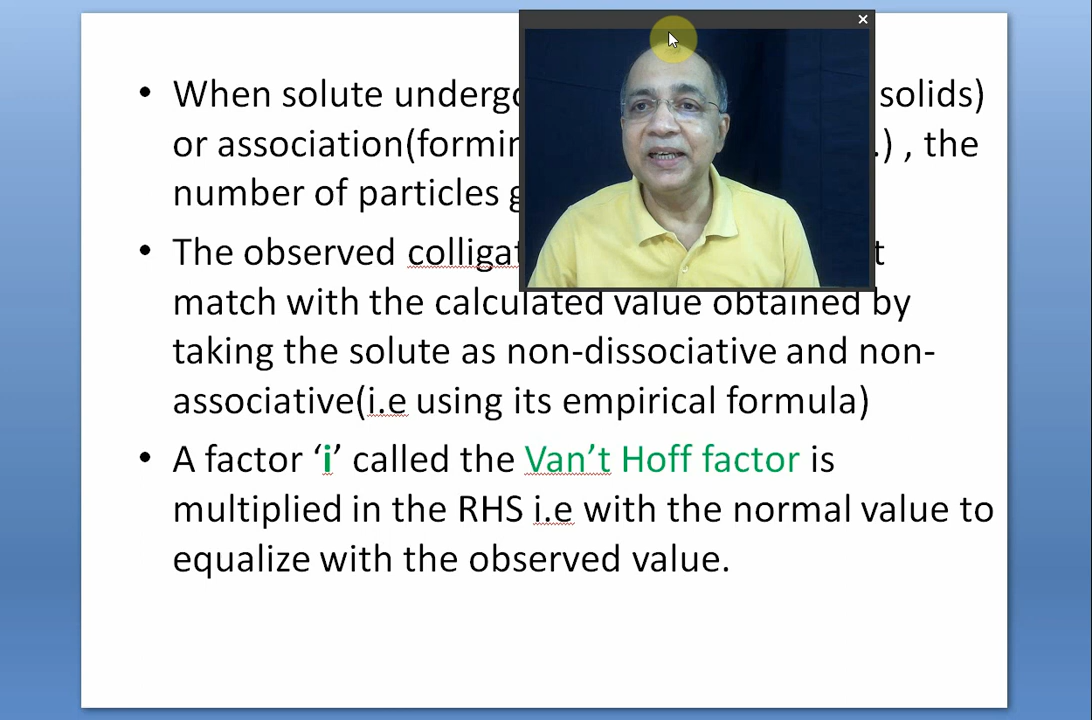 • When solute undergo solids)
or association(formin .) , the
number of particles g
• The observed colligat t
match with the calculated value obtained by
taking the solute as non-dissociative and non-
associative(i.e using its empirical formula)
• A factor ‘i’ called the Van’t Hoff factor is
multiplied in the RHS i.e with the normal value to
equalize with the observed value.